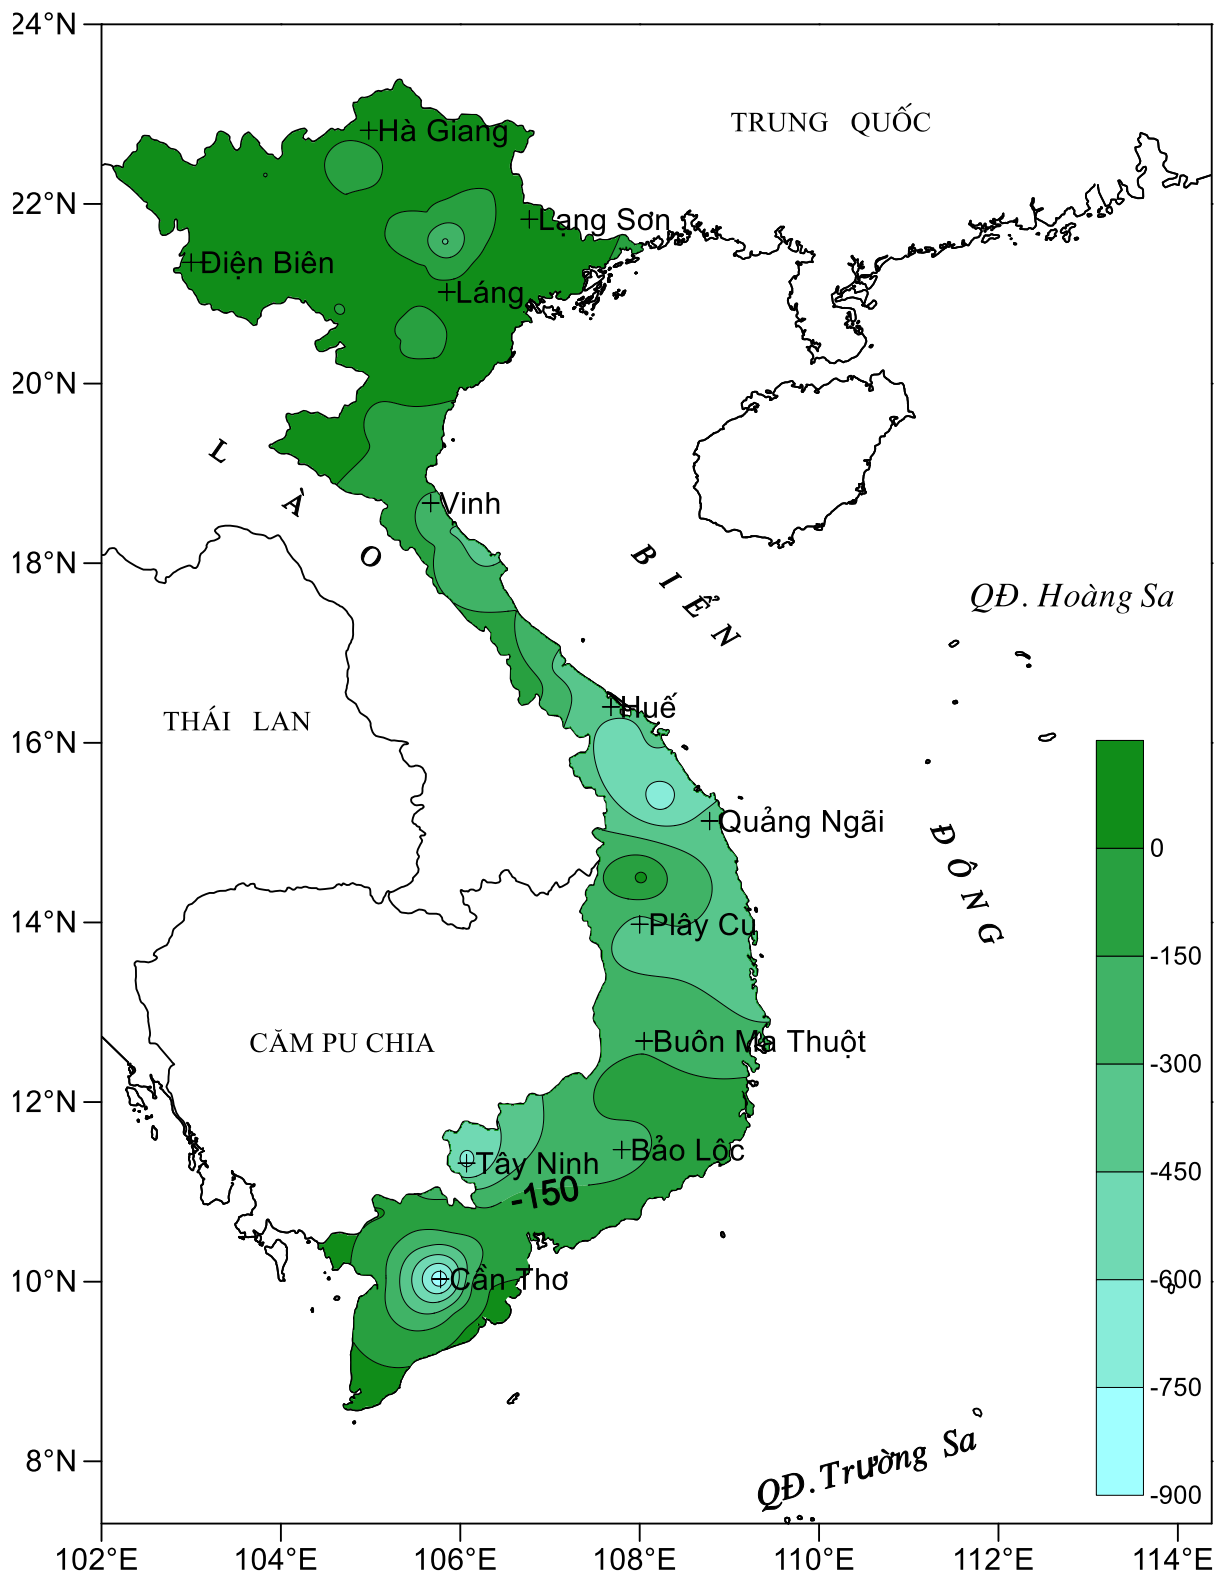 24°N
22°N
20°N
18°N
16°N
14°N
12°N
10°N
8°N
TRUNG QUỐC
Hà Giang
Lạng Sơn
Điện Biên
Láng
LÀO
Vinh
BIỂN
QĐ. Hoàng Sa
THÁI LAN
Huế
Quảng Ngãi
ĐÔNG
Plây Cu
CĂM PU CHIA
Buôn Ma Thuột
Bảo Lộc
Tây Ninh
-150
Cần Thơ
QĐ. Trường Sa
0
-150
-300
-450
-600
-750
-900
102°E 104°E 106°E 108°E 110°E 112°E 114°E